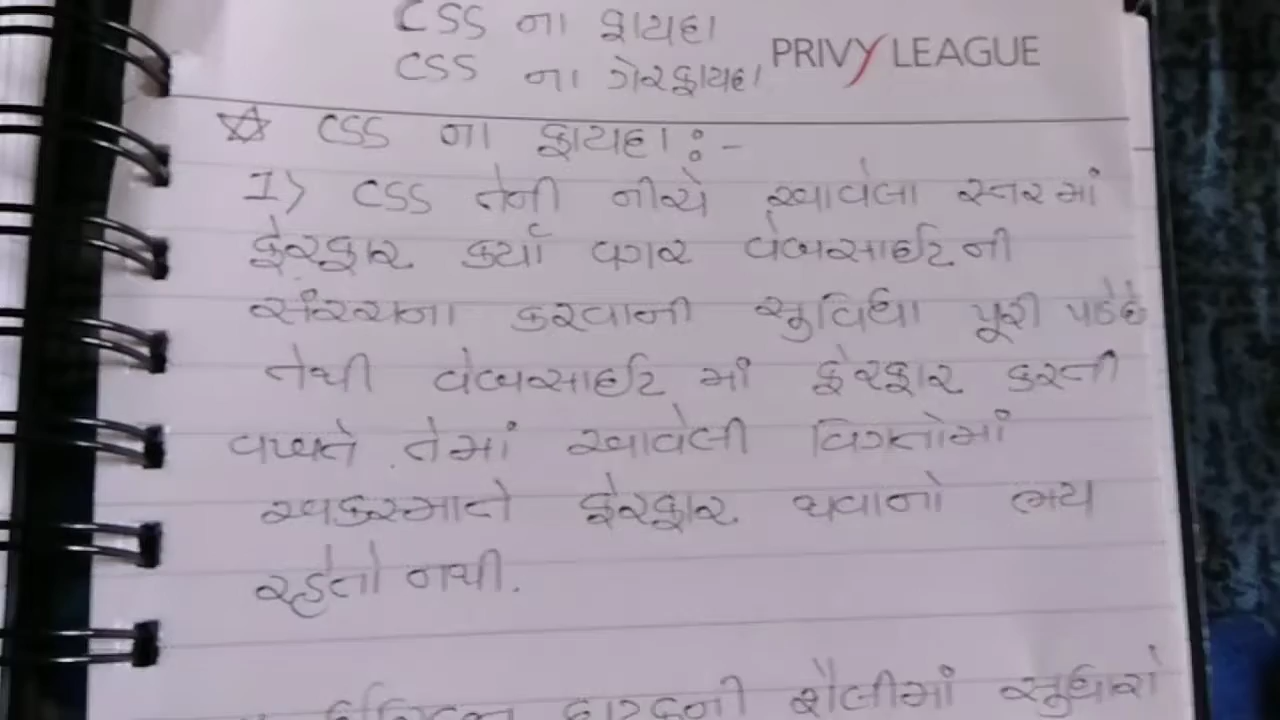 CSS ના ફાયદા
CSS ના ગેરફાયદા
PRIVY LEAGUE
☆ CSS ના ફાયદા :-
1) CSS તેની નીચે આવેલા સ્તરમાં
ફેરફાર કર્યા વગર વેબસાઈટની
સંરચના કરવાની સુવિધા પૂરી પાડેછે
તેથી વેબસાઈટ માં ફેરફાર કરતી
વખતે તેમાં આવેલી વિગતોમાં
અકસ્માતે ફેરફાર થવાનો ભય
રહેતો નથી.
શૈલીમાં સુધારો